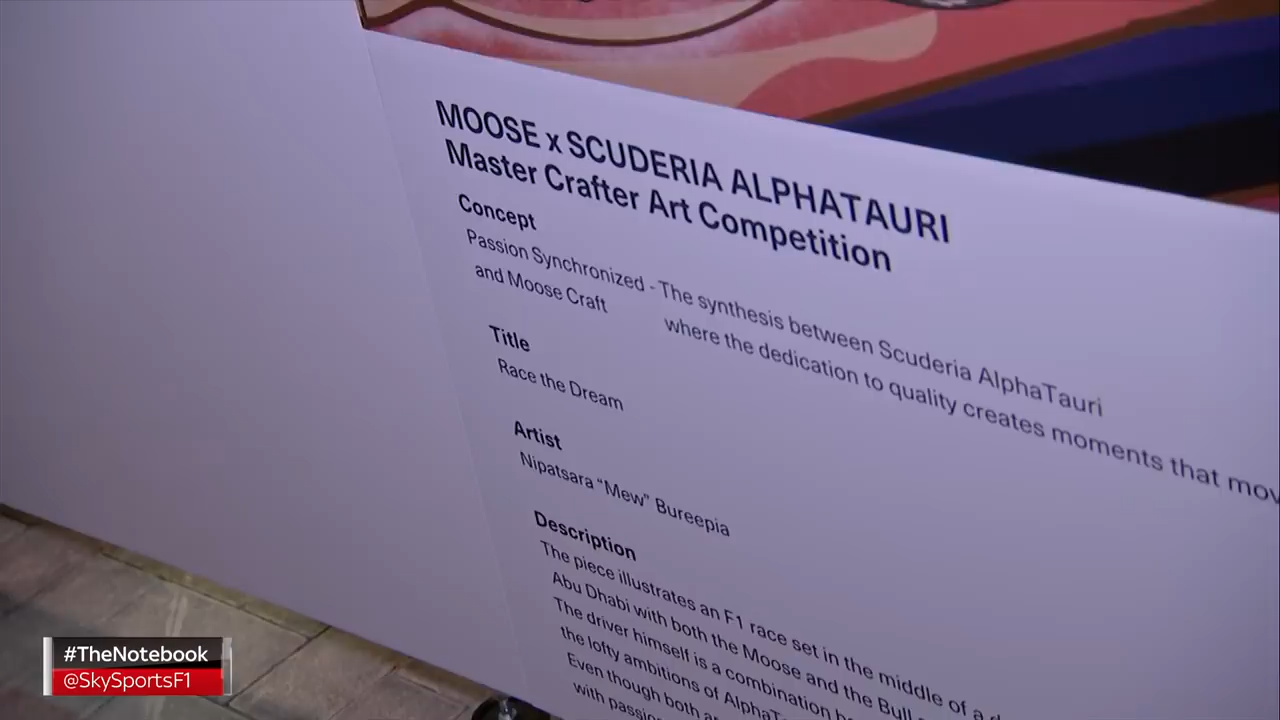 MOOSE x SCUDERIA ALPHATAURI
Master Crafter Art Competition
Concept
Passion Synchronized - The synthesis between Scuderia AlphaTauri
and Moose Craft where the dedication to quality creates moments that
Title
Race the Dream
Artist
Nipatsara “Mew” Bureepia
Description
The piece illustrates an F1 race set in the middle of a
Abu Dhabi with both the Moose and the Bull
The driver himself is a combination
the lofty ambitions of
Even though both
with
#TheNotebook
@SkySportsF1